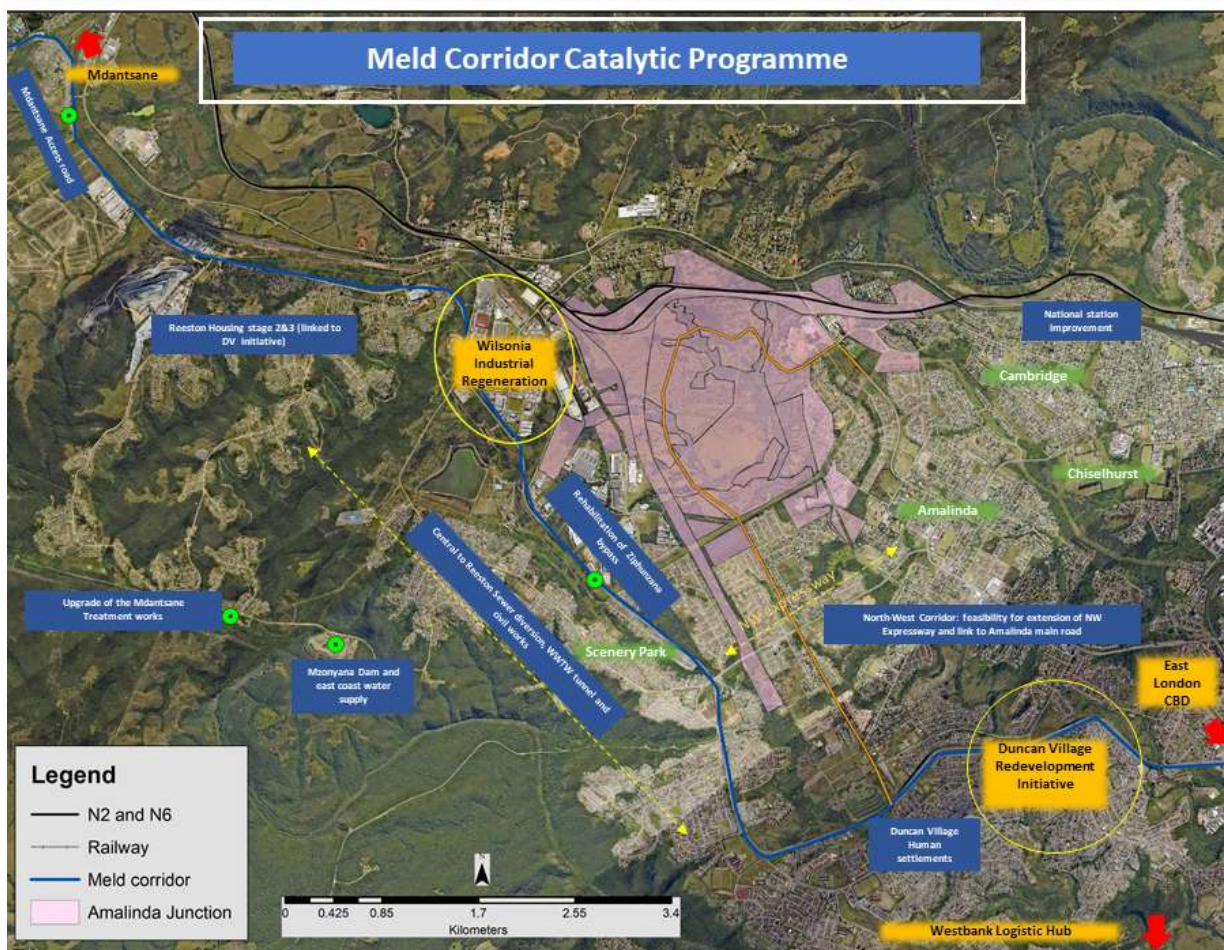 Meld Corridor Catalytic Programme
Mdantsane
Mdantsane Access road
Reeston Housing stage 2&3 (linked to
DV initiative)
Wilsonia
Industrial
Regeneration
National station
improvement
Cambridge
Chiselhurst
Amalinda
Rehabilitation of Ziphunzana
bypass
Central to Reeston Sewer diversion, WWTW tunnel and
civil works
Upgrade of the Mdantsane
Treatment works
Mzonyana Dam and
east coast water
supply
Scenery Park
North-West Corridor: feasibility for extension of NW
Expressway and link to Amalinda main road
East
London
CBD
Duncan Village
Redevelopment
Initiative
Duncan Village
Human
settlements
Westbank Logistic Hub
Legend
N2 and N6
Railway
Meld corridor
Amalinda Junction
N
0 0.425 0.85 1.7 2.55 3.4
Kilometers